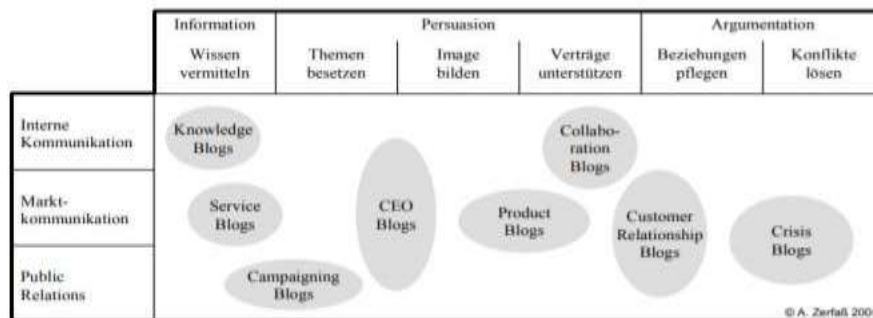 Information
Persuasion
Argumentation
Wissen
vermitteln
Themen
besetzen
Image
bilden
Verträge
unterstützen
Beziehungen
pflegen
Konflikte
lösen
Interne
Kommunikation
Knowledge
Blogs
Collabo-
ration
Blogs
Markt-
kommunikation
Service
Blogs
CEO
Blogs
Product
Blogs
Customer
Relationship
Blogs
Crisis
Blogs
Public
Relations
Campaigning
Blogs
© A. Zerfaß